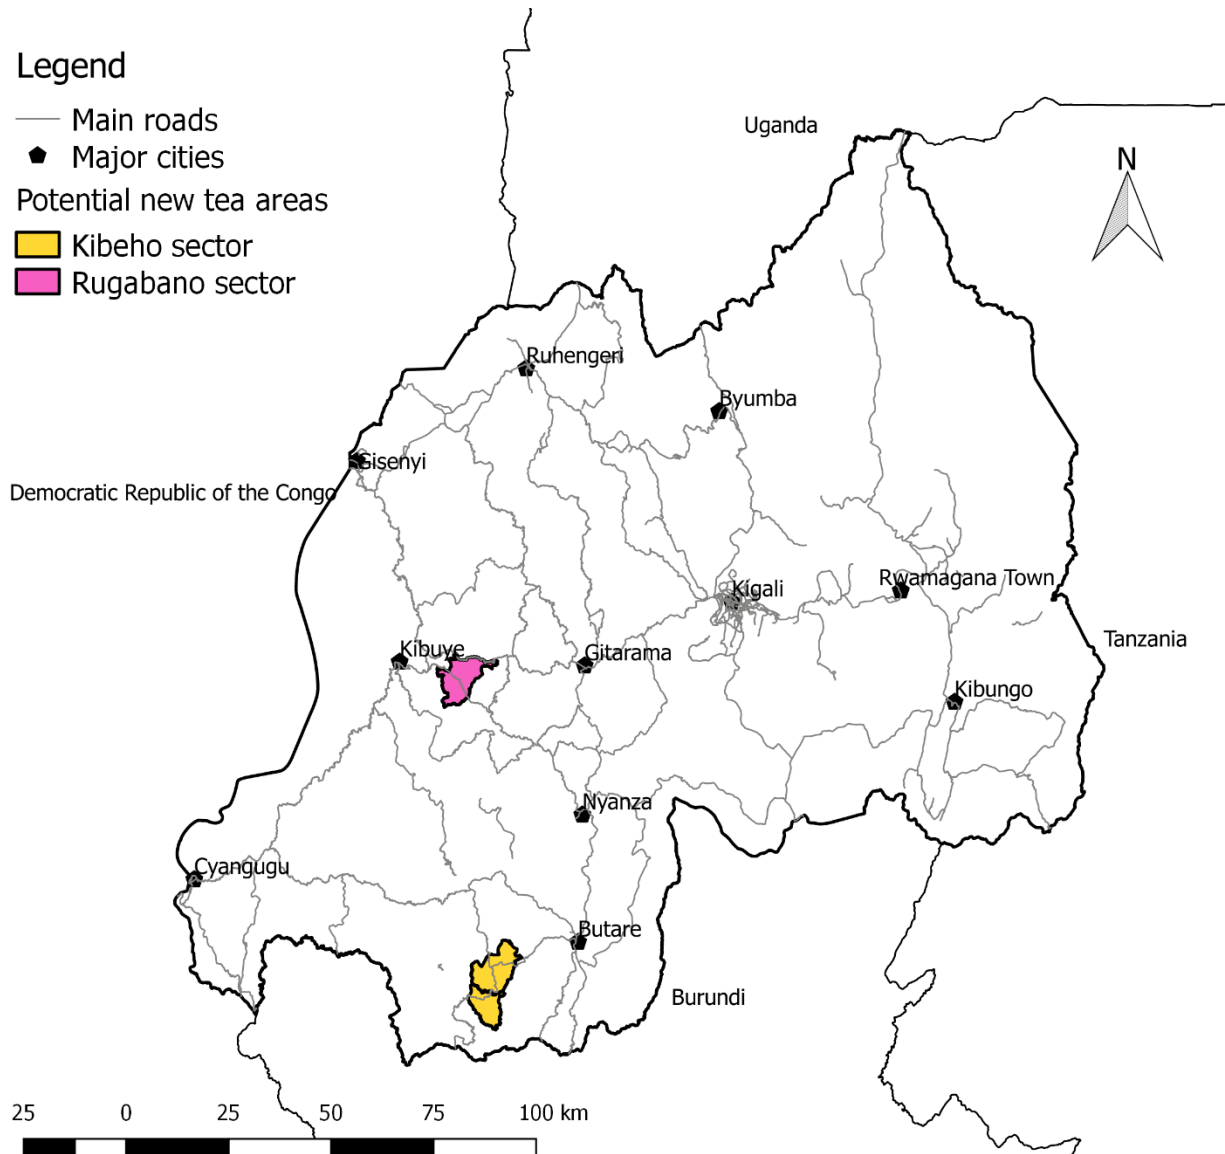 Legend
Main roads
Major cities
Potential new tea areas
Kibeho sector
Rugabano sector
Uganda
N
Ruhengeri
Byumba
Gisenyi
Democratic Republic of the Congo
Kigali
Rwamagana Town
Tanzania
Kibuye
Gitarama
Kibungo
Nyanza
Cyangugu
Butare
Burundi
25 0 25 50 75 100 km